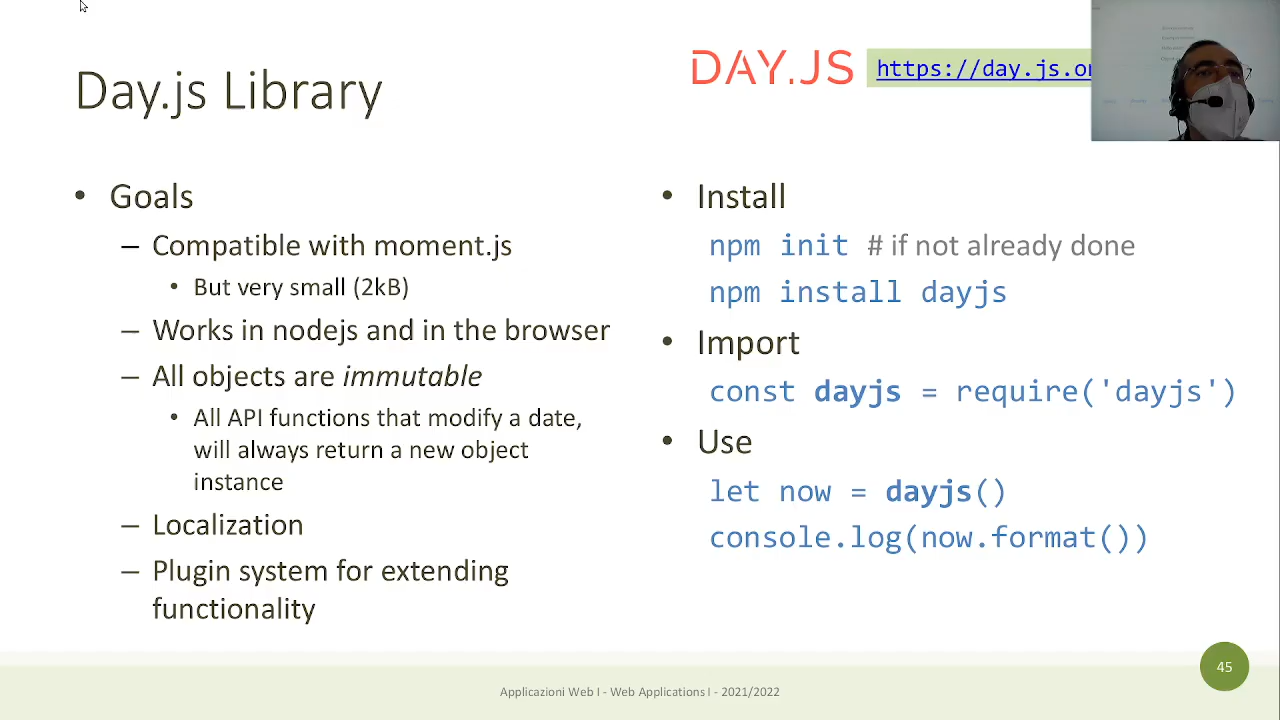 Day.js Library
DAY.JS
https://day.js.or
• Goals
– Compatible with moment.js
• But very small (2kB)
– Works in nodejs and in the browser
– All objects are immutable
• All API functions that modify a date,
will always return a new object
instance
– Localization
– Plugin system for extending
functionality
• Install
npm init # if not already done
npm install dayjs
• Import
const dayjs = require('dayjs')
• Use
let now = dayjs()
console.log(now.format())
Applicazioni Web I - Web Applications I - 2021/2022
45